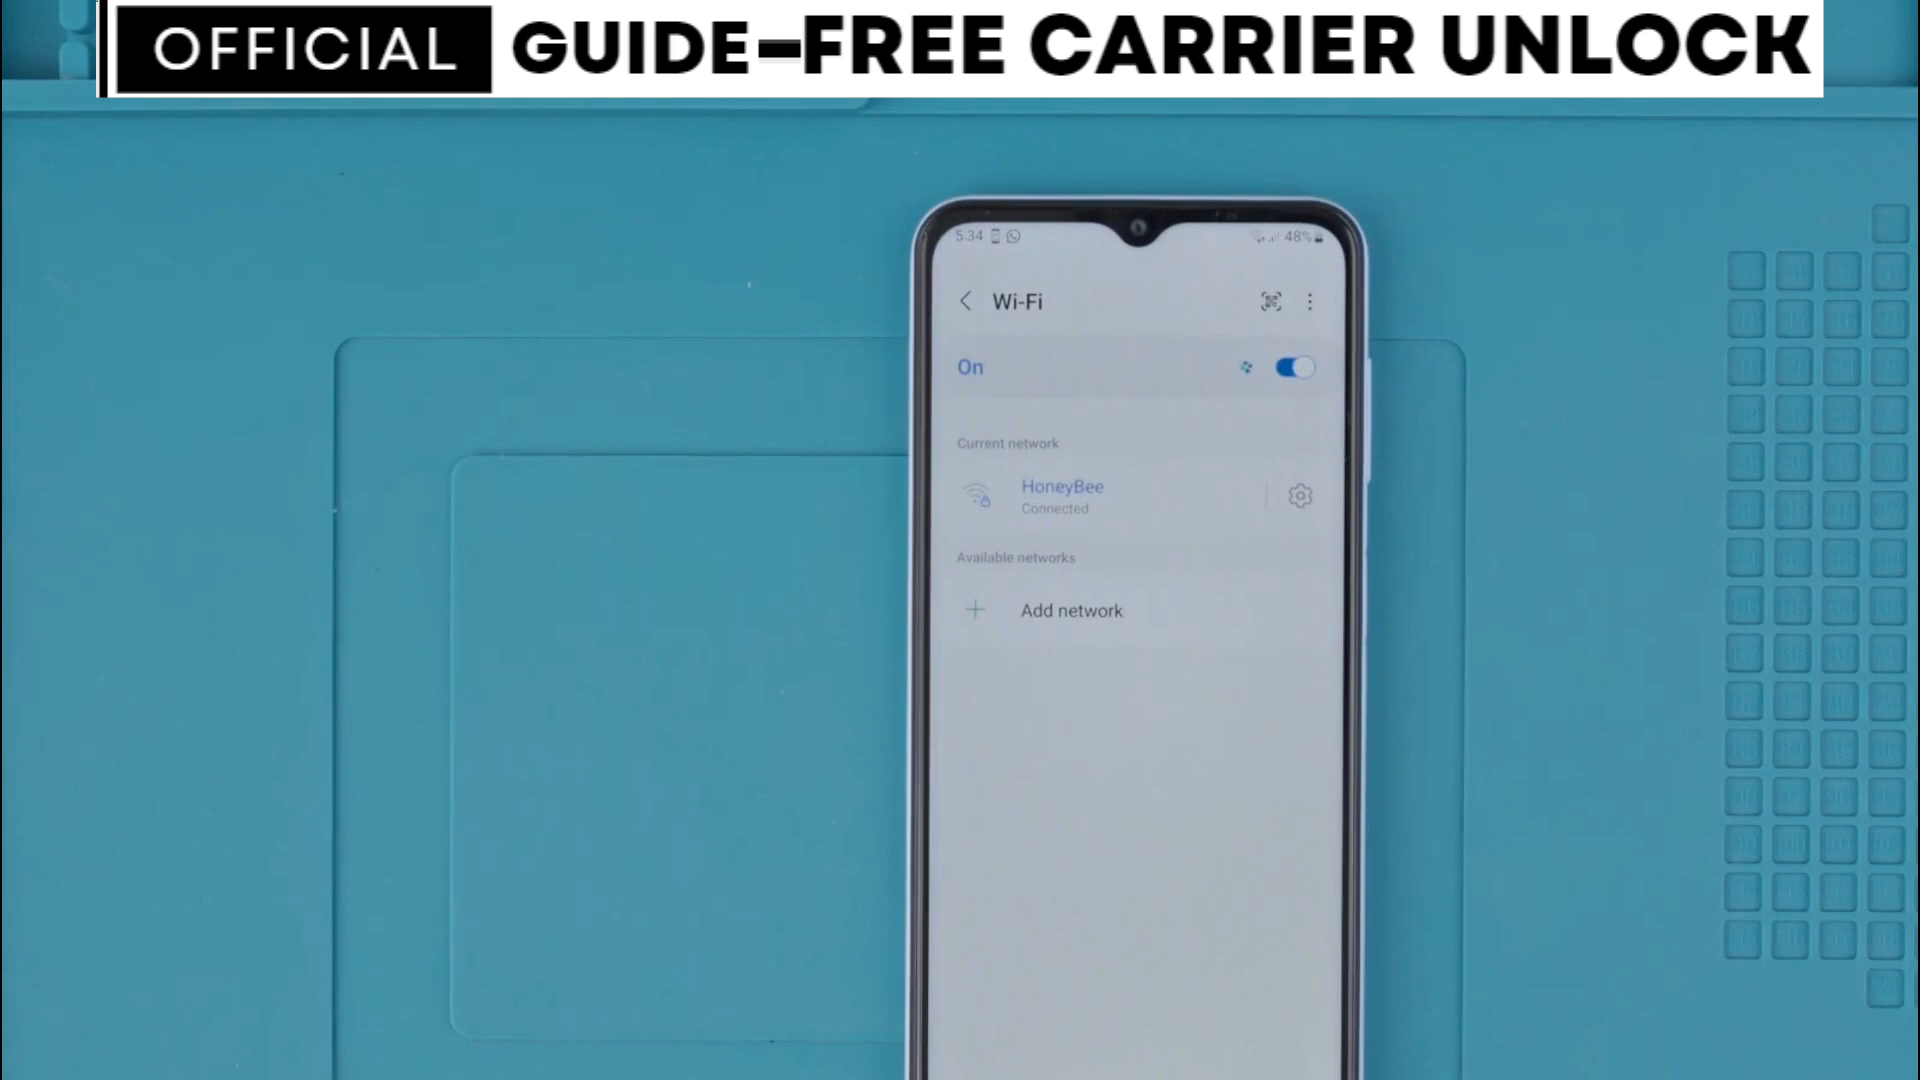 OFFICIAL GUIDE–FREE CARRIER UNLOCK
5:34
48%
Wi-Fi
On
Current network
HoneyBee
Connected
Available networks
Add network